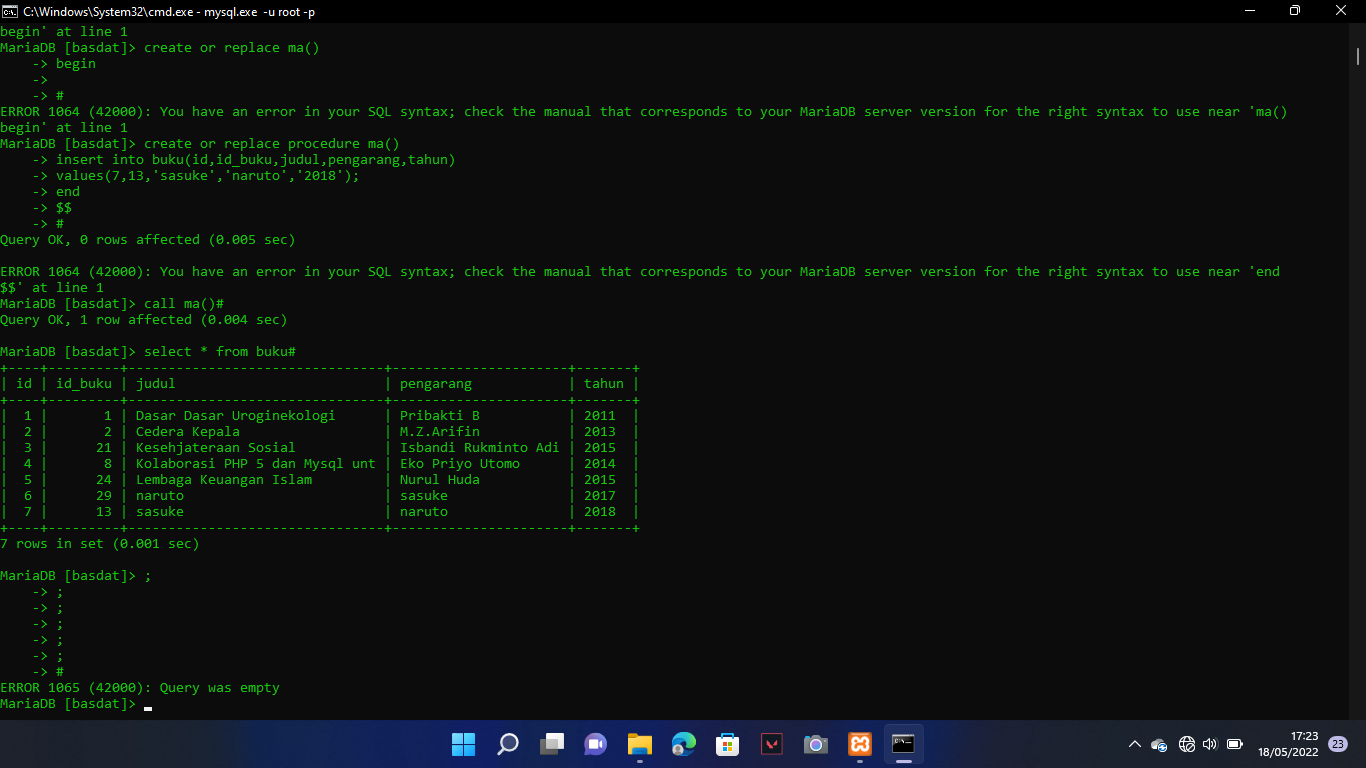 C:\Windows\System32\cmd.exe - mysql.exe -u root -p
begin' at line 1
MariaDB [basdat]> create or replace ma()
    -> begin
    ->
    -> #
ERROR 1064 (42000): You have an error in your SQL syntax; check the manual that corresponds to your MariaDB server version for the right syntax to use near 'ma()
begin' at line 1
MariaDB [basdat]> create or replace procedure ma()
    -> insert into buku(id,id_buku,judul,pengarang,tahun)
    -> values(7,13,'sasuke','naruto','2018');
    -> end
    -> $$
    -> #
Query OK, 0 rows affected (0.005 sec)

ERROR 1064 (42000): You have an error in your SQL syntax; check the manual that corresponds to your MariaDB server version for the right syntax to use near 'end
$$' at line 1
MariaDB [basdat]> call ma()#
Query OK, 1 row affected (0.004 sec)

MariaDB [basdat]> select * from buku#
+----+---------+--------------------------------+----------------------+-------+
| id | id_buku | judul                          | pengarang            | tahun |
+----+---------+--------------------------------+----------------------+-------+
|  1 |       1 | Dasar Dasar Uroginekologi      | Pribakti B           | 2011  |
|  2 |       2 | Cedera Kepala                  | M.Z.Arifin           | 2013  |
|  3 |      21 | Kesehjateraan Sosial           | Isbandi Rukminto Adi | 2015  |
|  4 |       8 | Kolaborasi PHP 5 dan Mysql unt | Eko Priyo Utomo      | 2014  |
|  5 |      24 | Lembaga Keuangan Islam         | Nurul Huda           | 2015  |
|  6 |      29 | naruto                         | sasuke               | 2017  |
|  7 |      13 | sasuke                         | naruto               | 2018  |
+----+---------+--------------------------------+----------------------+-------+
7 rows in set (0.001 sec)

MariaDB [basdat]> ;
    -> ;
    -> ;
    -> ;
    -> ;
    -> ;
    -> #
ERROR 1065 (42000): Query was empty
MariaDB [basdat]>
17:23
18/05/2022
23